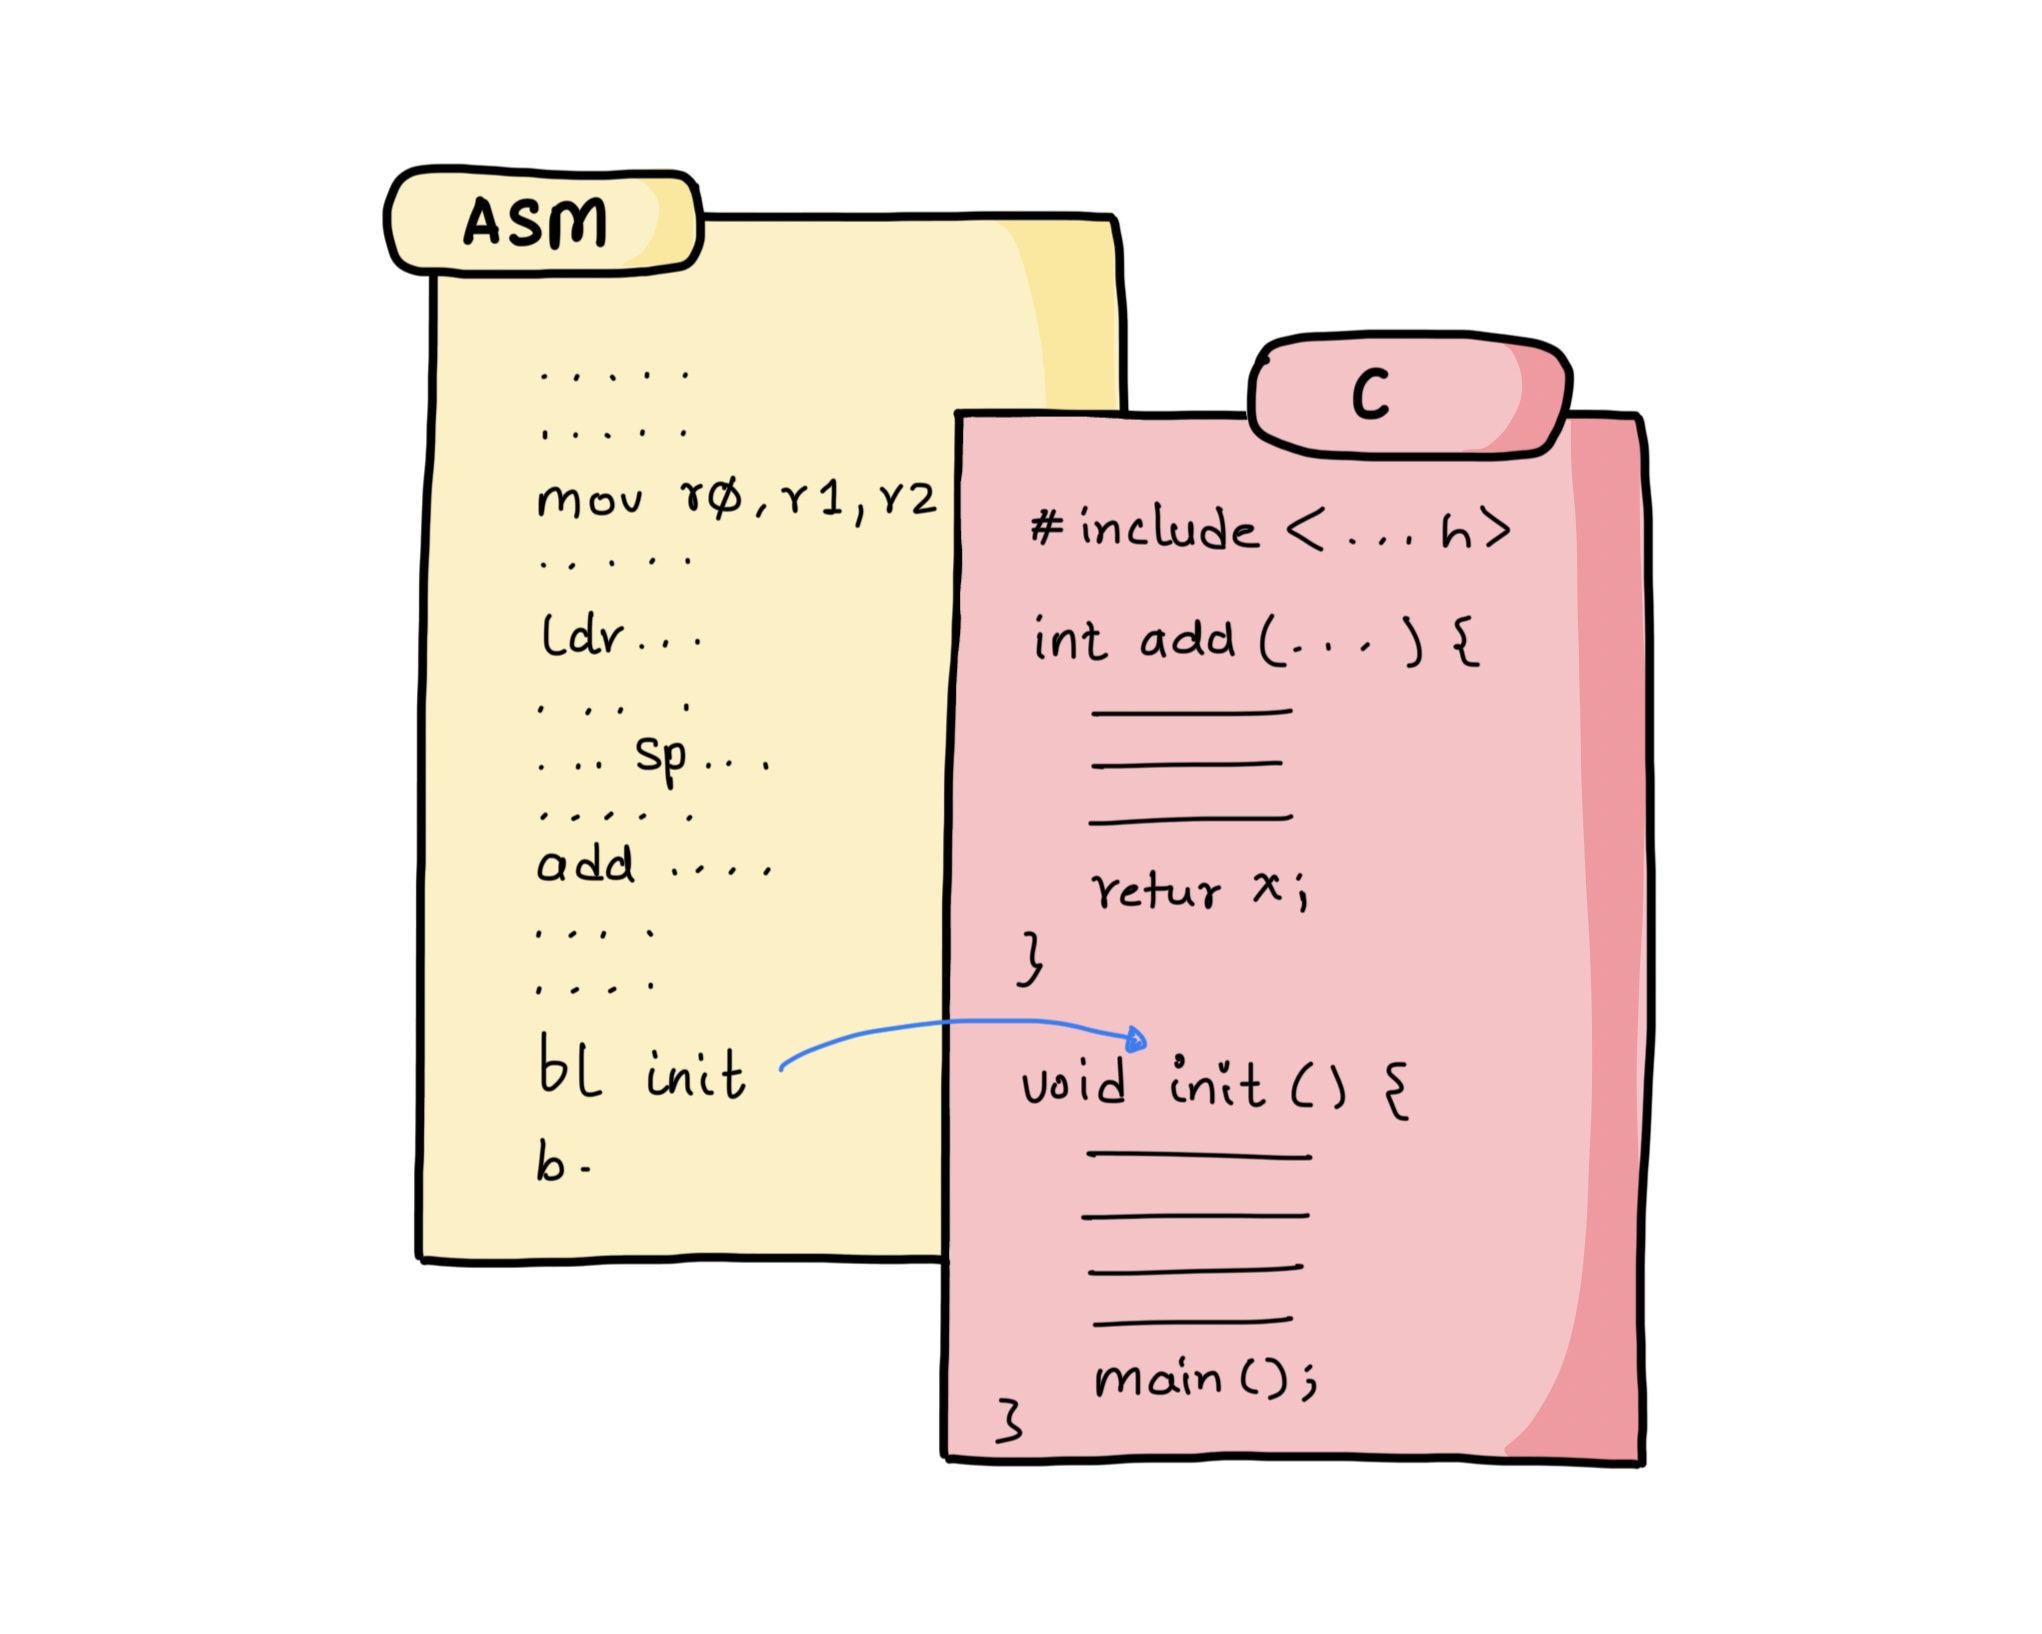 ASM
. . . . .
. . . . .
mov r0,r1,r2
. . . . .
ldr...
. . . .
... sp...
. . . . .
add ....
. . . .
. . . .
bl init
b-
C
#include <...h>
int add (...) {
retur x;
}
void init () {
main();
}